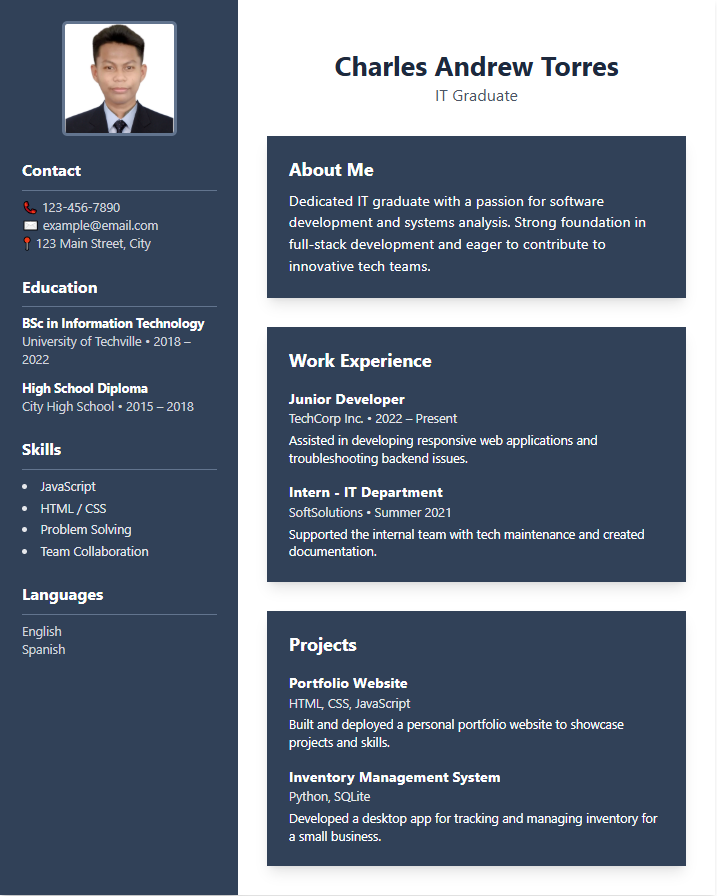 Contact
📞 123-456-7890
✉️ example@email.com
📍 123 Main Street, City
Education
BSc in Information Technology
University of Techville • 2018 –
2022
High School Diploma
City High School • 2015 – 2018
Skills
• JavaScript
• HTML / CSS
• Problem Solving
• Team Collaboration
Languages
English
Spanish
Charles Andrew Torres
IT Graduate
About Me
Dedicated IT graduate with a passion for software
development and systems analysis. Strong foundation in
full-stack development and eager to contribute to
innovative tech teams.
Work Experience
Junior Developer
TechCorp Inc. • 2022 – Present
Assisted in developing responsive web applications and
troubleshooting backend issues.
Intern - IT Department
SoftSolutions • Summer 2021
Supported the internal team with tech maintenance and created
documentation.
Projects
Portfolio Website
HTML, CSS, JavaScript
Built and deployed a personal portfolio website to showcase
projects and skills.
Inventory Management System
Python, SQLite
Developed a desktop app for tracking and managing inventory for
a small business.